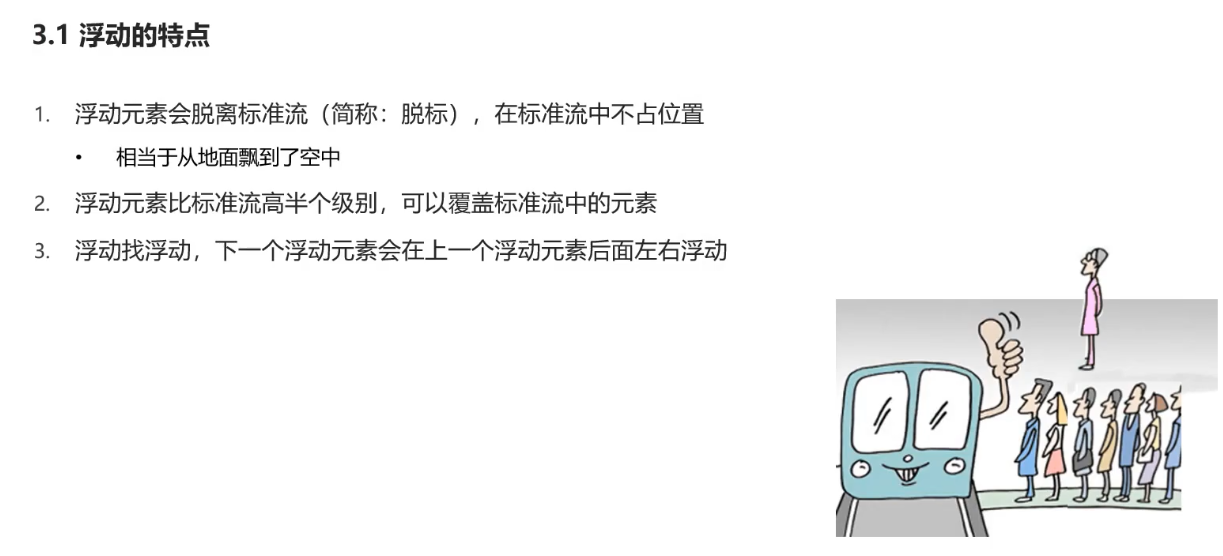 3.1 浮动的特点
1. 浮动元素会脱离标准流（简称：脱标），在标准流中不占位置
• 相当于从地面飘到了空中
2. 浮动元素比标准流高半个级别，可以覆盖标准流中的元素
3. 浮动找浮动，下一个浮动元素会在上一个浮动元素后面左右浮动